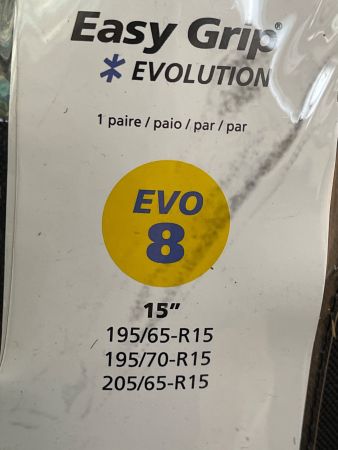 Easy Grip®
* EVOLUTION
1 paire / paio / par / par
EVO
8
15”
195/65-R15
195/70-R15
205/65-R15